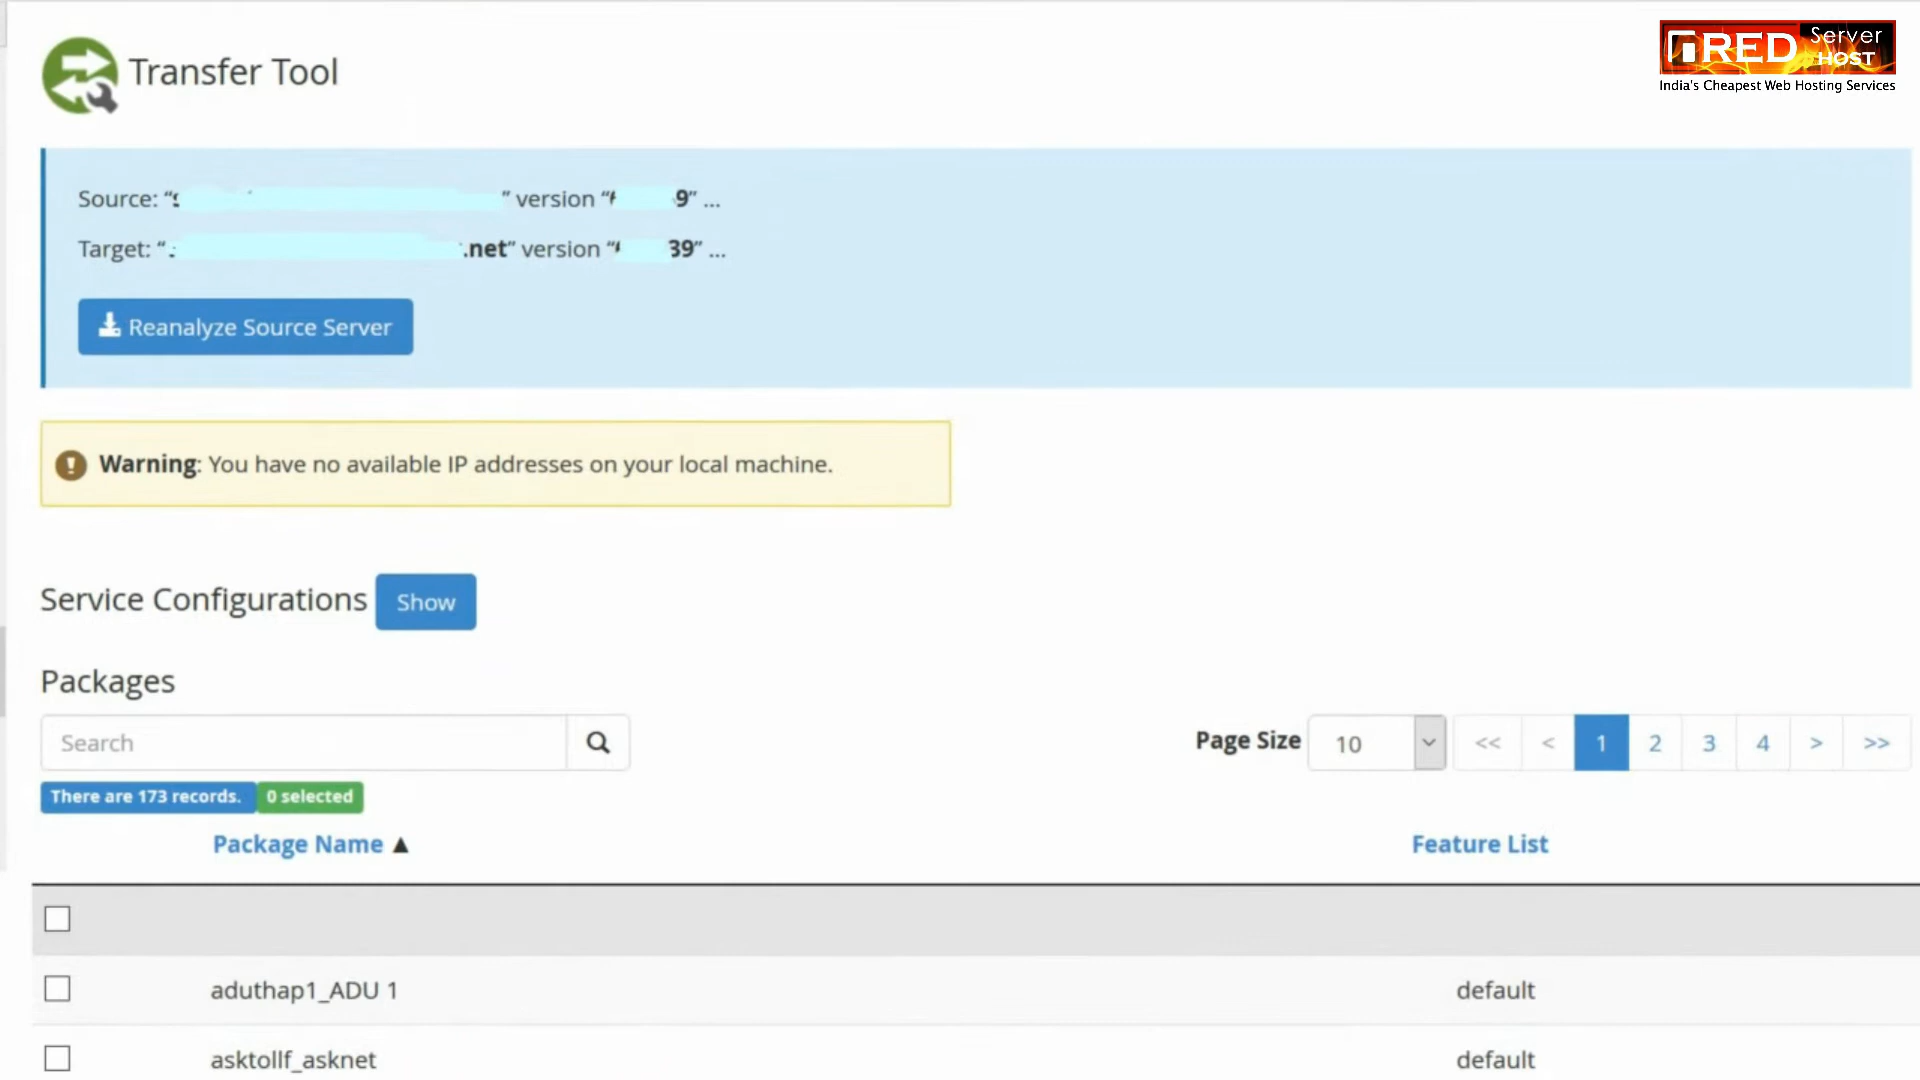 Transfer Tool
RED Server HOST
India's Cheapest Web Hosting Services
Source: “ ” version “ 9” ...
Target: “ .net” version “ 39” ...
Reanalyze Source Server
Warning: You have no available IP addresses on your local machine.
Service Configurations Show
Packages
Search
Page Size 10 << < 1 2 3 4 > >>
There are 173 records. 0 selected
Package Name ▲ Feature List
aduthap1_ADU 1 default
asktollf_asknet default